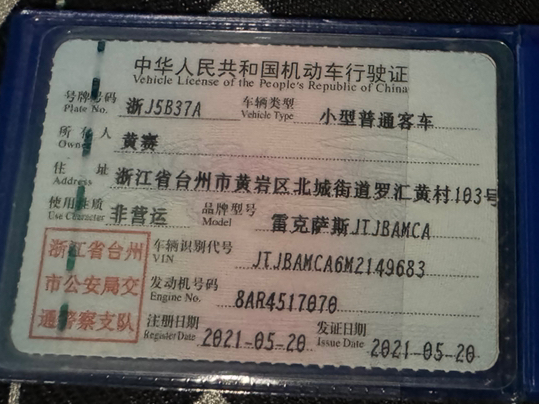 中华人民共和国机动车行驶证
Vehicle License of the People's Republic of China
号牌号码 浙J5B37A 车辆类型 小型普通客车
Plate No. Vehicle Type
所有人 黄赛
Owner
住址 浙江省台州市黄岩区北城街道罗汇黄村103号
Address
使用性质 非营运 品牌型号 雷克萨斯JTJBAMCA
Use Character Model
浙江省台州
市公安局交
通警察支队
车辆识别代号 JTJBAMCA6M2149683
VIN
发动机号码 8AR4517070
Engine No.
注册日期 2021-05-20 发证日期 2021-05-20
Register Date Issue Date